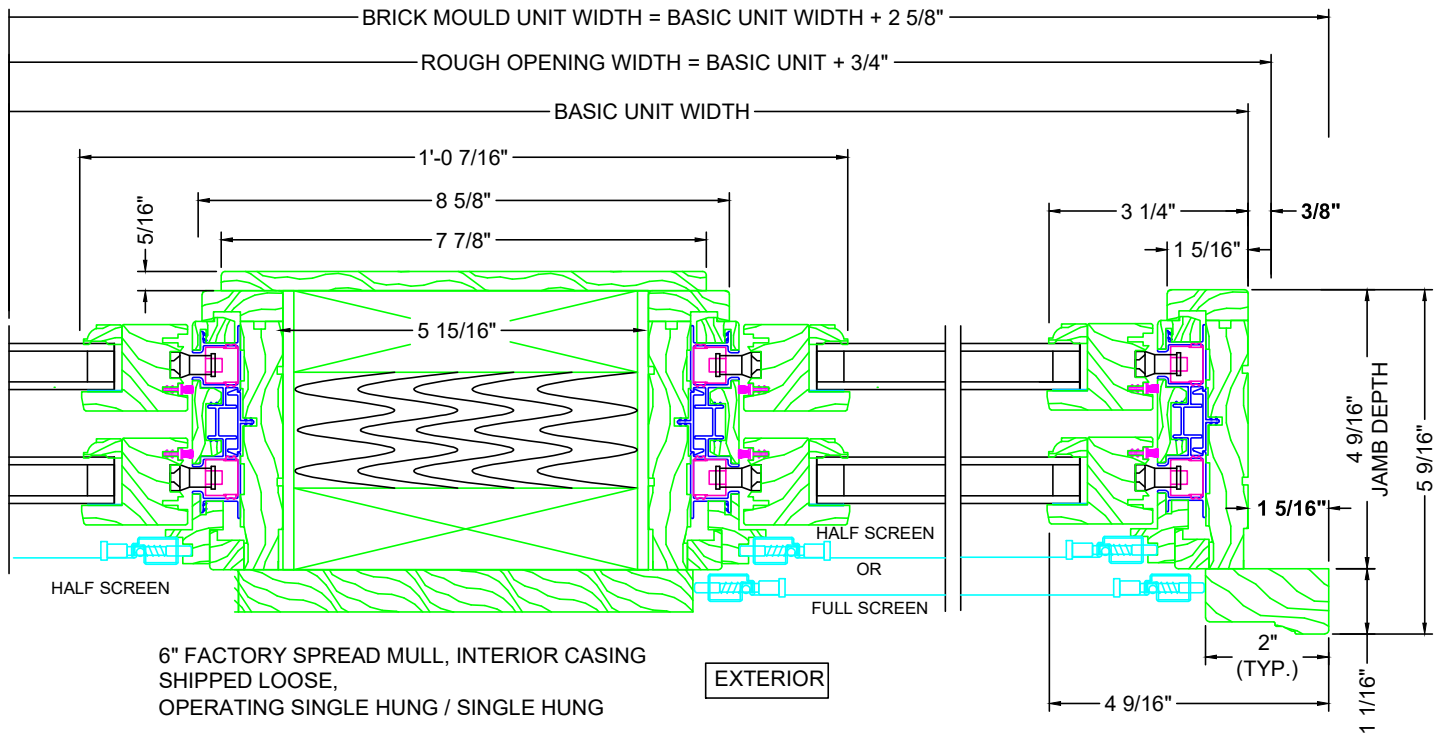 BRICK MOULD UNIT WIDTH = BASIC UNIT WIDTH + 2 5/8"
ROUGH OPENING WIDTH = BASIC UNIT + 3/4"
BASIC UNIT WIDTH
1'-0 7/16"
8 5/8"
3 1/4"
3/8"
5/16"
7 7/8"
1 5/16"
5 15/16"
4 9/16"
JAMB DEPTH
5 9/16"
1 5/16"
HALF SCREEN
OR
FULL SCREEN
HALF SCREEN
6" FACTORY SPREAD MULL, INTERIOR CASING
SHIPPED LOOSE,
OPERATING SINGLE HUNG / SINGLE HUNG
EXTERIOR
2"
(TYP.)
4 9/16"
1 1/16"